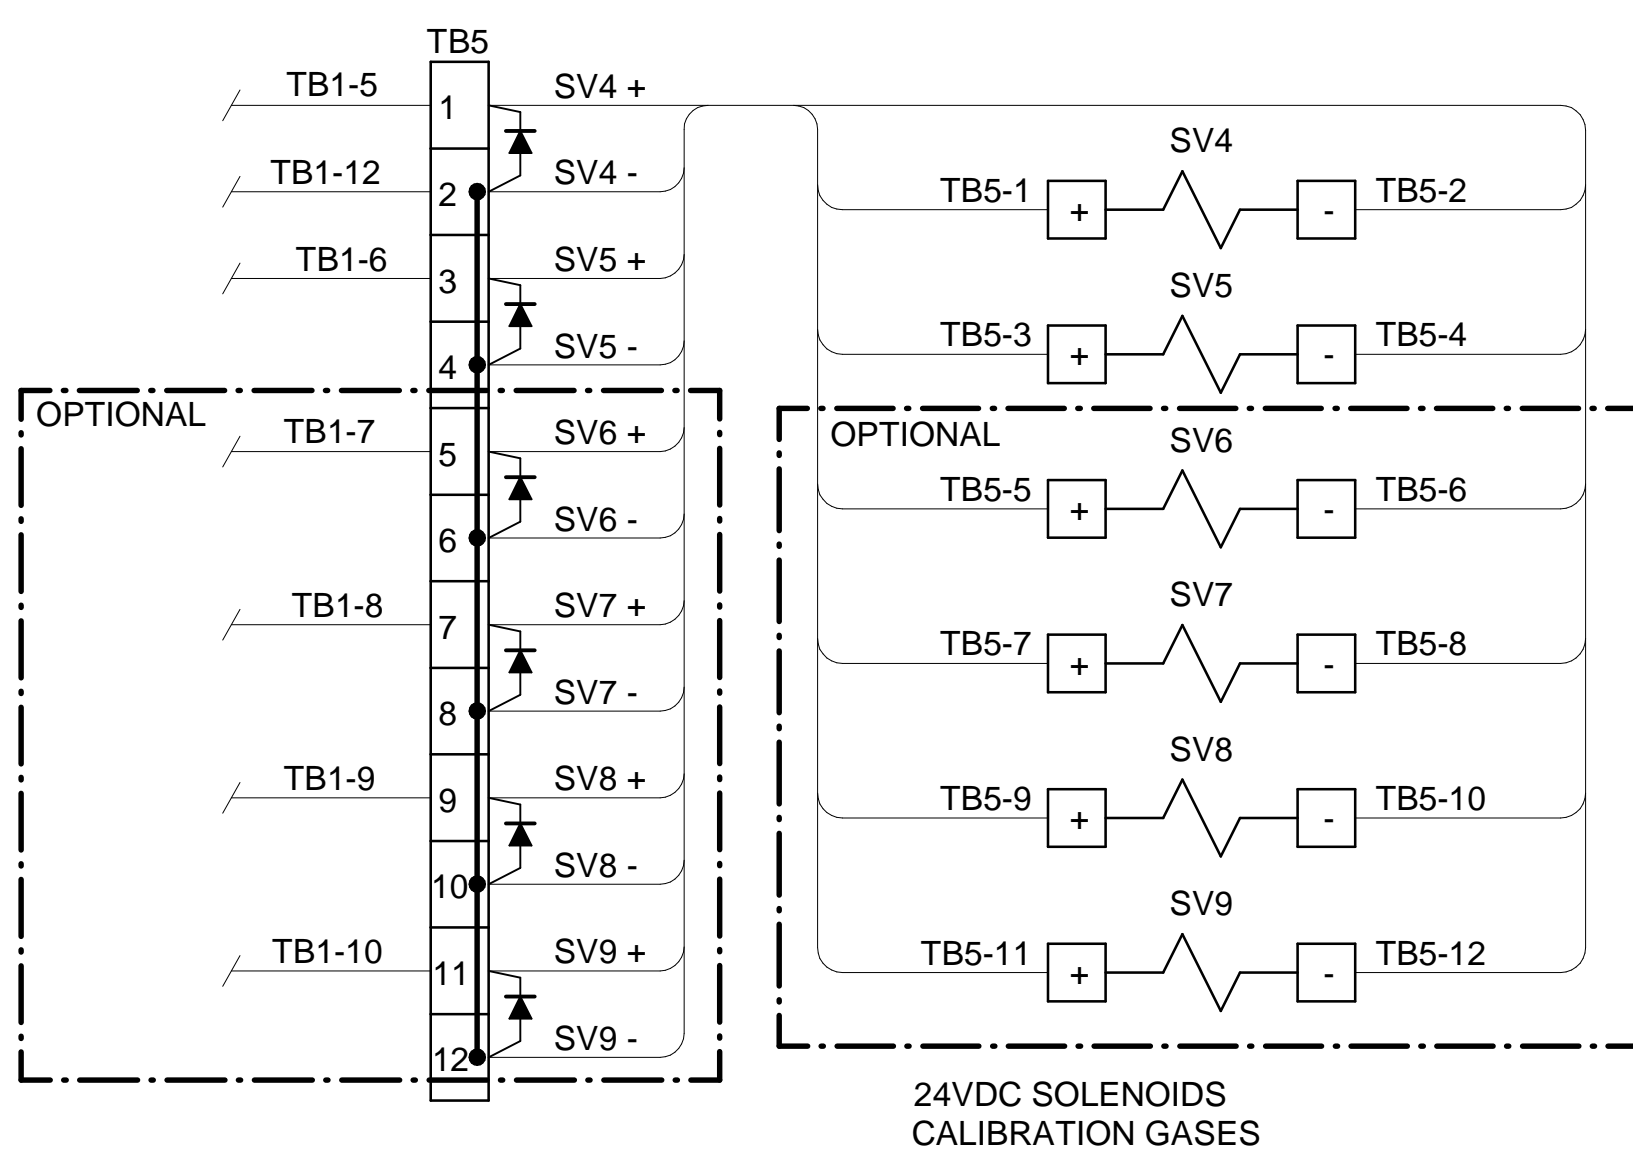 TB5
TB1-5
1
SV4 +
TB1-12
2
SV4 -
TB1-6
3
SV5 +
4
SV5 -
OPTIONAL
TB1-7
5
SV6 +
6
SV6 -
TB1-8
7
SV7 +
8
SV7 -
TB1-9
9
SV8 +
10
SV8 -
TB1-10
11
SV9 +
12
SV9 -
SV4
TB5-1
+
-
TB5-2
SV5
TB5-3
+
-
TB5-4
OPTIONAL
SV6
TB5-5
+
-
TB5-6
SV7
TB5-7
+
-
TB5-8
SV8
TB5-9
+
-
TB5-10
SV9
TB5-11
+
-
TB5-12
24VDC SOLENOIDS
CALIBRATION GASES